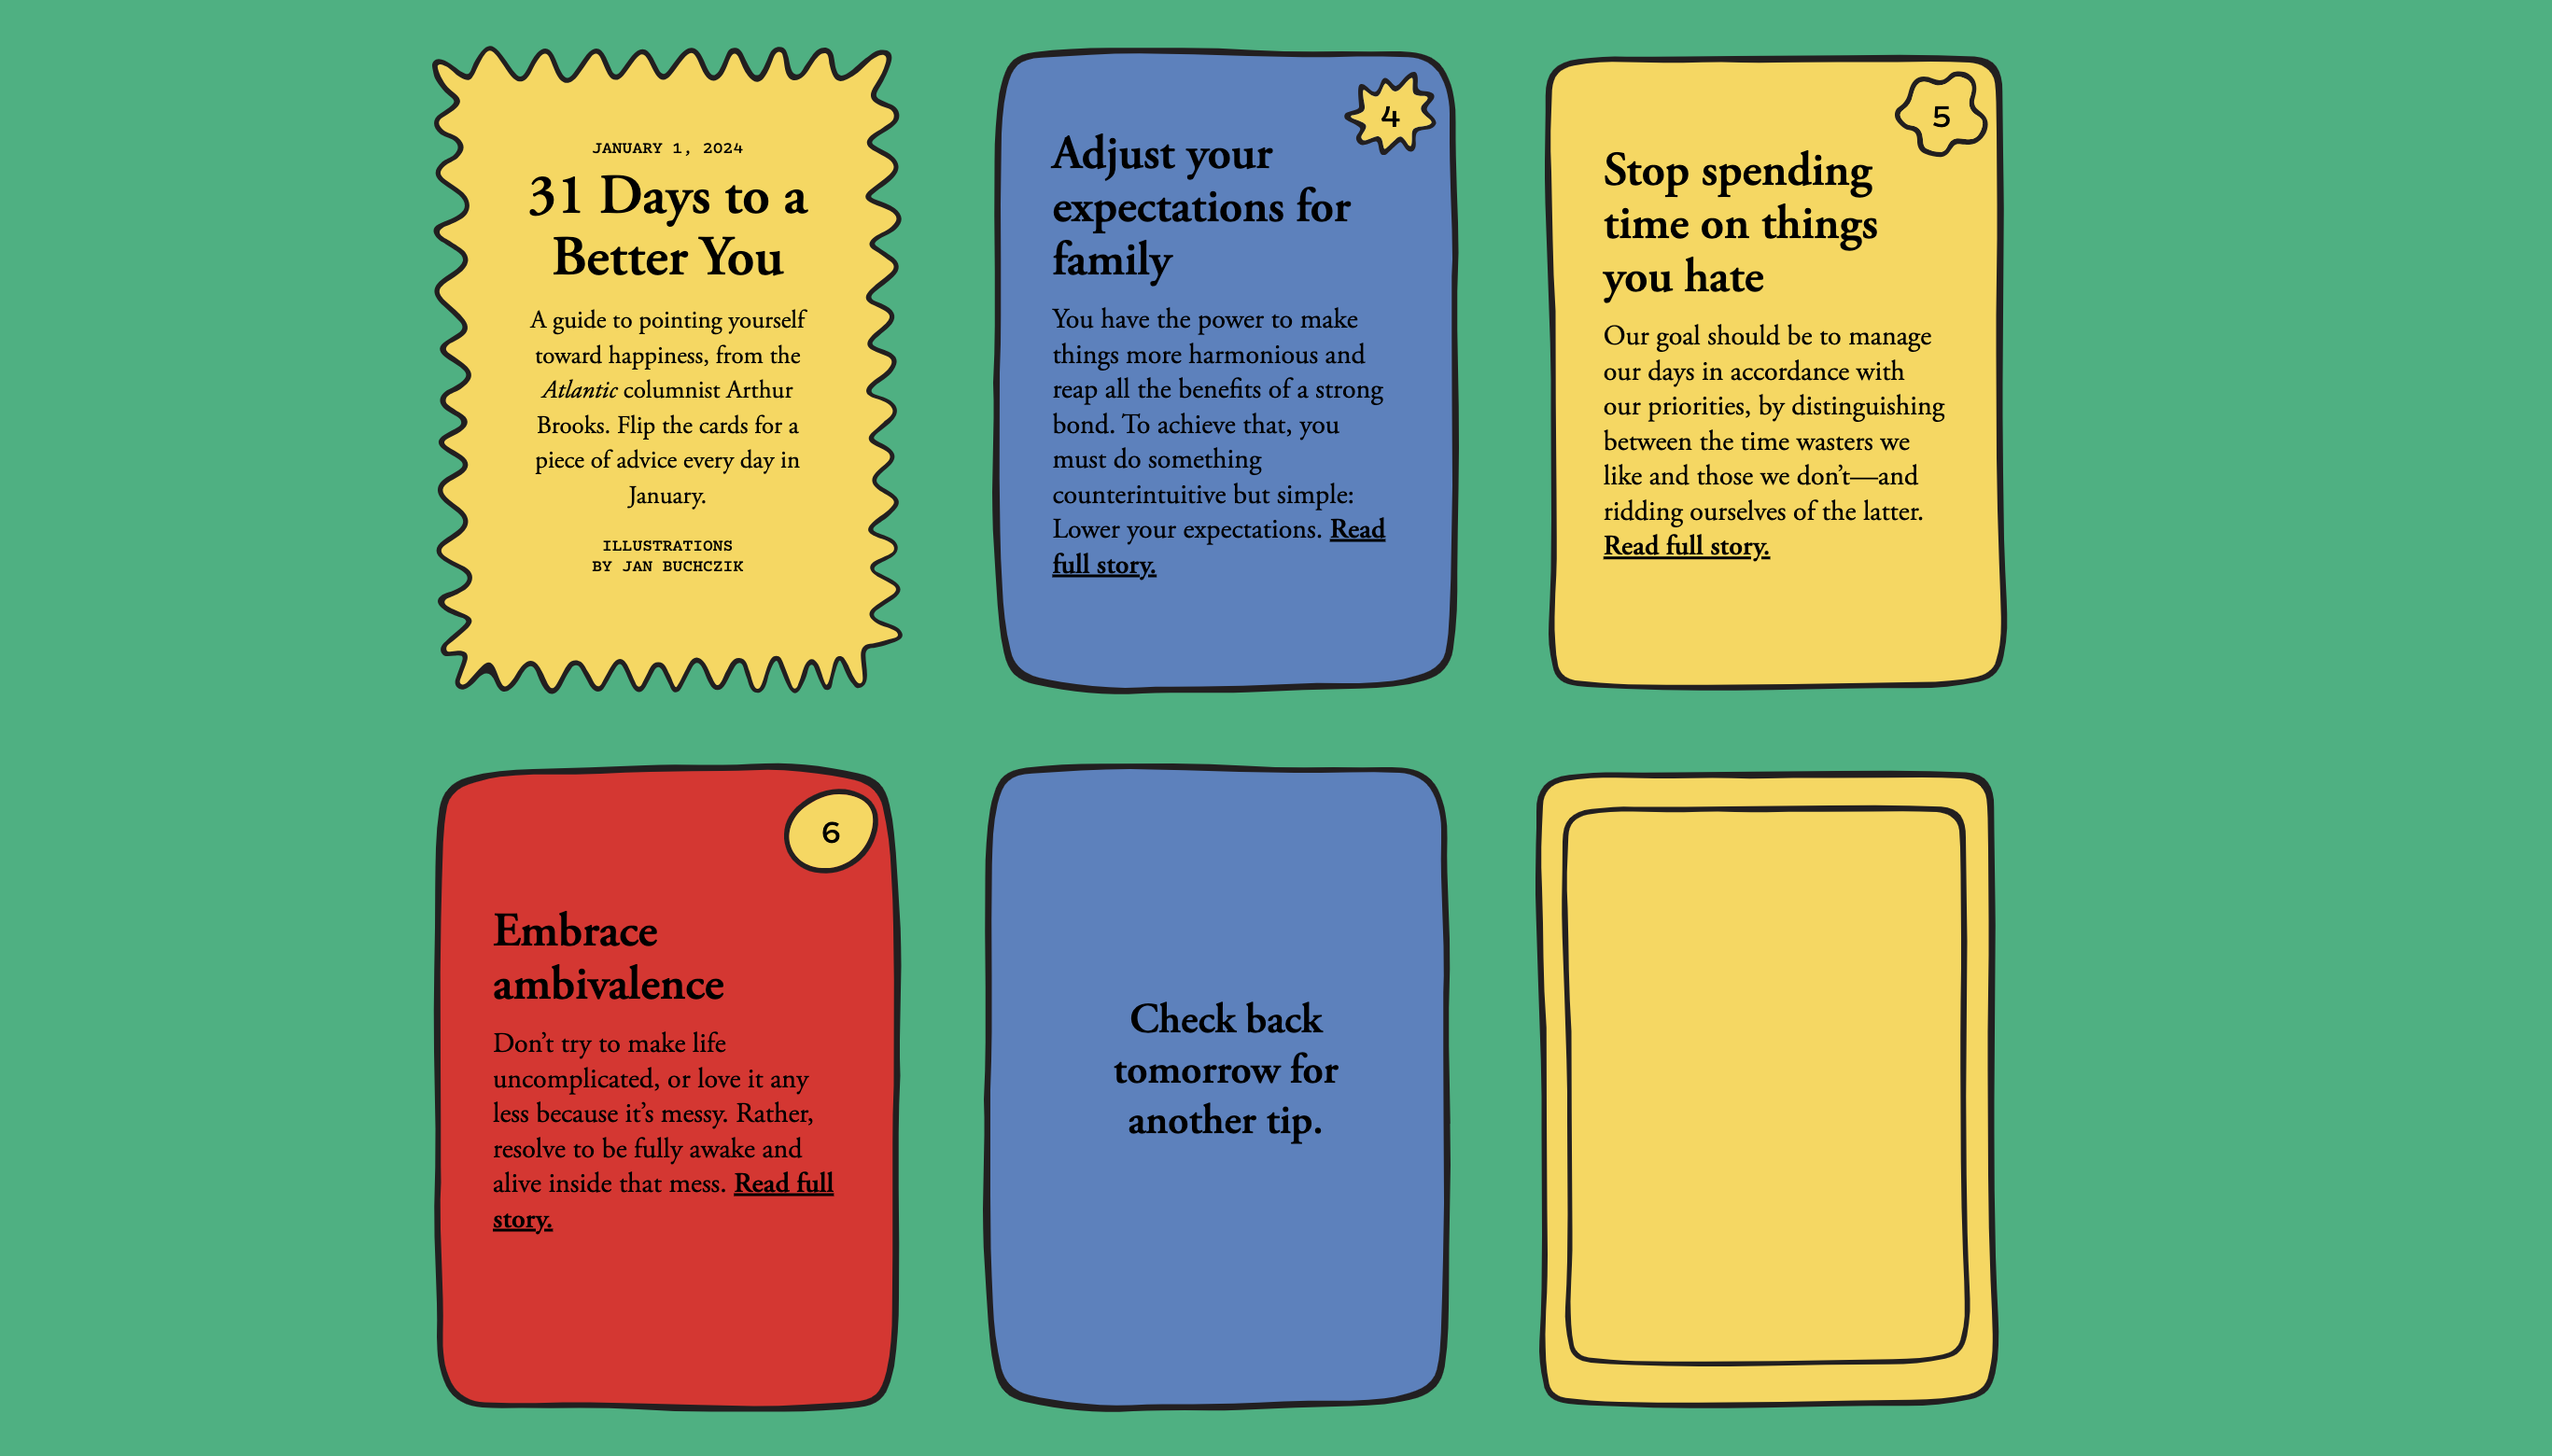 JANUARY 1, 2024
31 Days to a
Better You
A guide to pointing yourself
toward happiness, from the
Atlantic columnist Arthur
Brooks. Flip the cards for a
piece of advice every day in
January.
ILLUSTRATIONS
BY JAN BUCHCZIK
4
Adjust your
expectations for
family
You have the power to make
things more harmonious and
reap all the benefits of a strong
bond. To achieve that, you
must do something
counterintuitive but simple:
Lower your expectations. Read
full story.
5
Stop spending
time on things
you hate
Our goal should be to manage
our days in accordance with
our priorities, by distinguishing
between the time wasters we
like and those we don’t—and
ridding ourselves of the latter.
Read full story.
6
Embrace
ambivalence
Don’t try to make life
uncomplicated, or love it any
less because it’s messy. Rather,
resolve to be fully awake and
alive inside that mess. Read full
story.
Check back
tomorrow for
another tip.